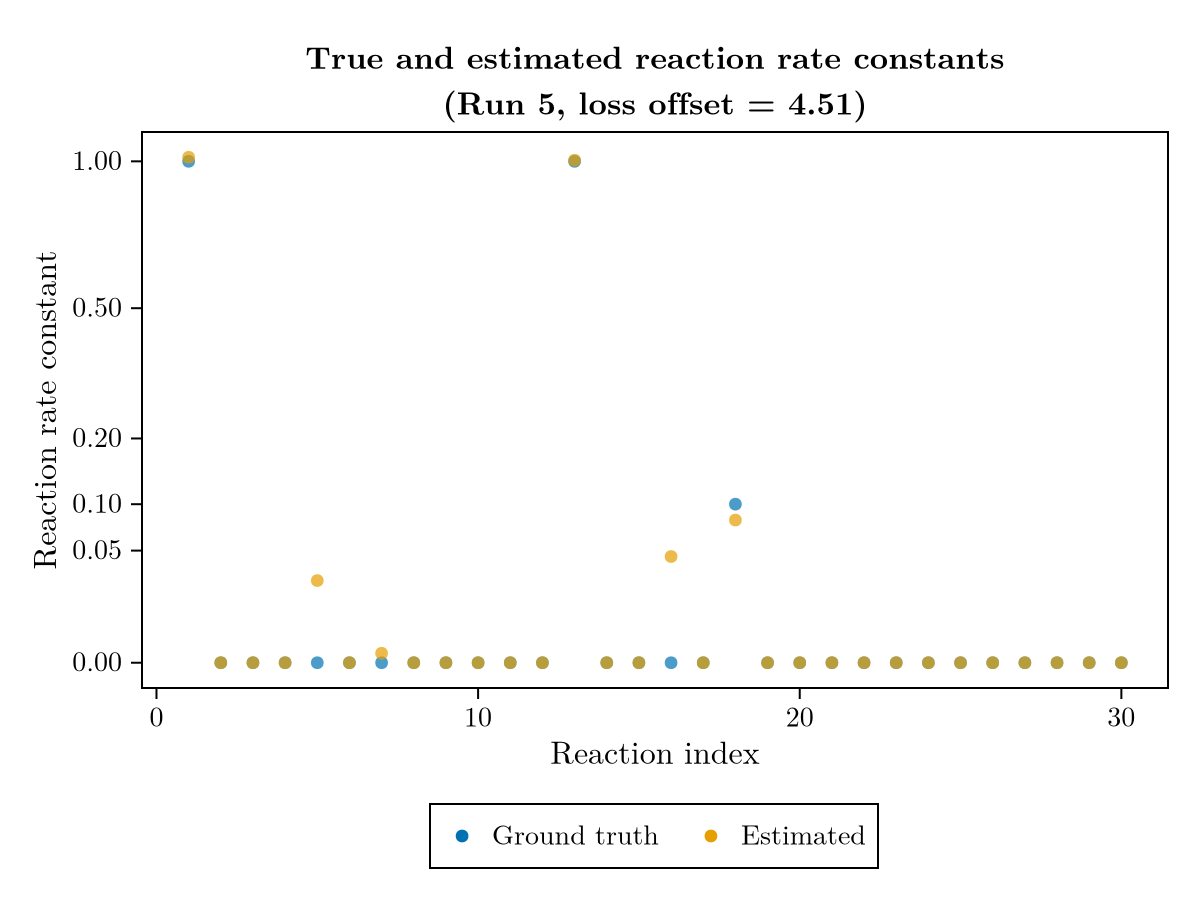 True and estimated reaction rate constants
(Run 5, loss offset = 4.51)
Reaction rate constant
1.00
0.50
0.20
0.10
0.05
0.00
0 10 20 30
Reaction index
Ground truth Estimated